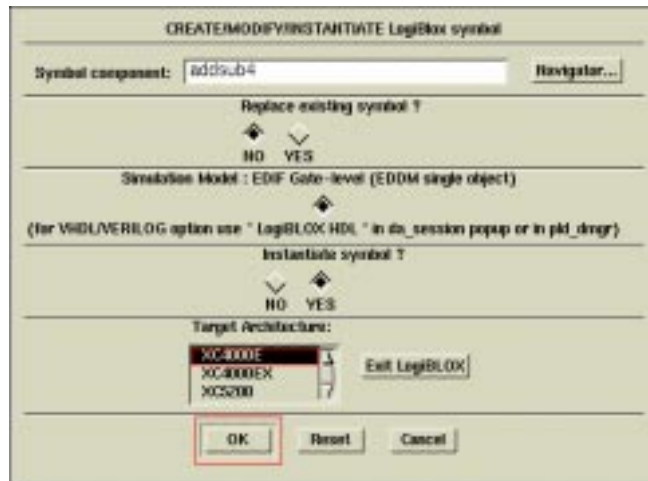 CREATE/MODIFY/INSTANTIATE LogiBlox symbol
Symbol component: addsub4 Navigator...
Replace existing symbol ?
NO YES
Simulation Model : EDIF Gate-level (EDDM single object)
(for VHDL/VERILOG option use " LogiBLOX HDL " in da_session popup or in pld_dmgr)
Instantiate symbol ?
NO YES
Target Architecture:
XC4000E
XC4000EX
XC5200
Exit LogiBLOX
OK Reset Cancel